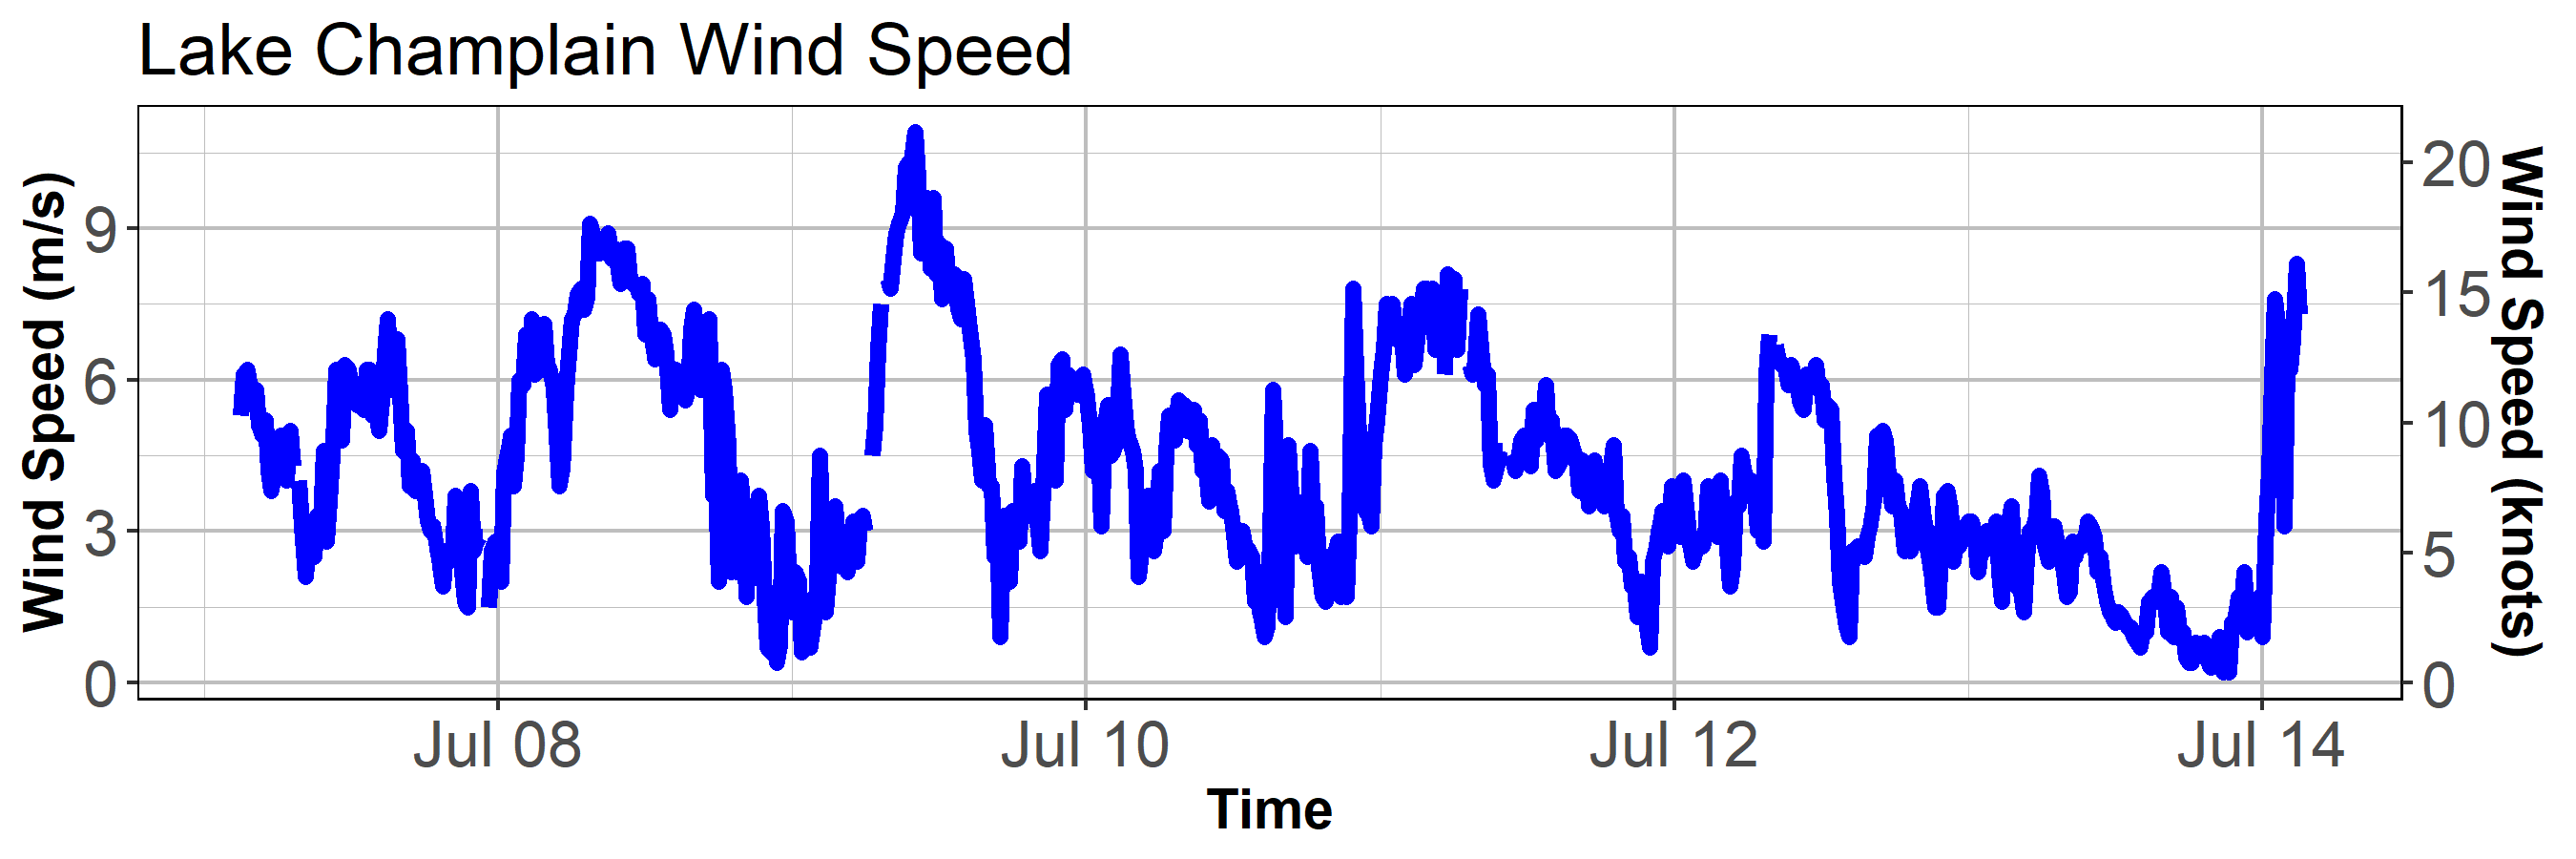 Lake Champlain Wind Speed
Wind Speed (m/s)
9
6
3
0
20
15
10
5
0
Wind Speed (knots)
Jul 08
Jul 10
Jul 12
Jul 14
Time